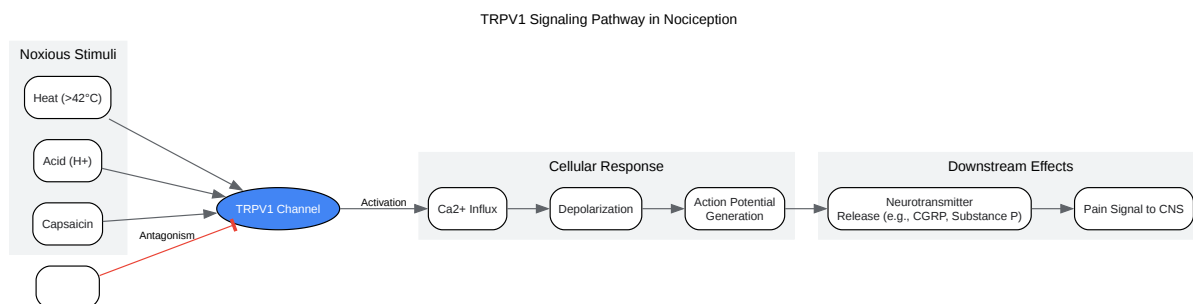 TRPV1 Signaling Pathway in Nociception
Noxious Stimuli
Heat (>42°C)
Acid (H+)
Capsaicin
Antagonism
TRPV1 Channel
Activation
Cellular Response
Ca2+ Influx
Depolarization
Action Potential
Generation
Downstream Effects
Neurotransmitter
Release (e.g., CGRP, Substance P)
Pain Signal to CNS